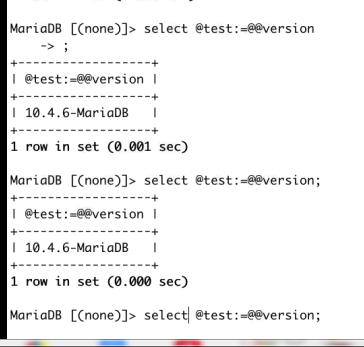 MariaDB [(none)]> select @test:=@@version
    -> ;
+------------------+
| @test:=@@version |
+------------------+
| 10.4.6-MariaDB   |
+------------------+
1 row in set (0.001 sec)
MariaDB [(none)]> select @test:=@@version;
+------------------+
| @test:=@@version |
+------------------+
| 10.4.6-MariaDB   |
+------------------+
1 row in set (0.000 sec)
MariaDB [(none)]> select @test:=@@version;